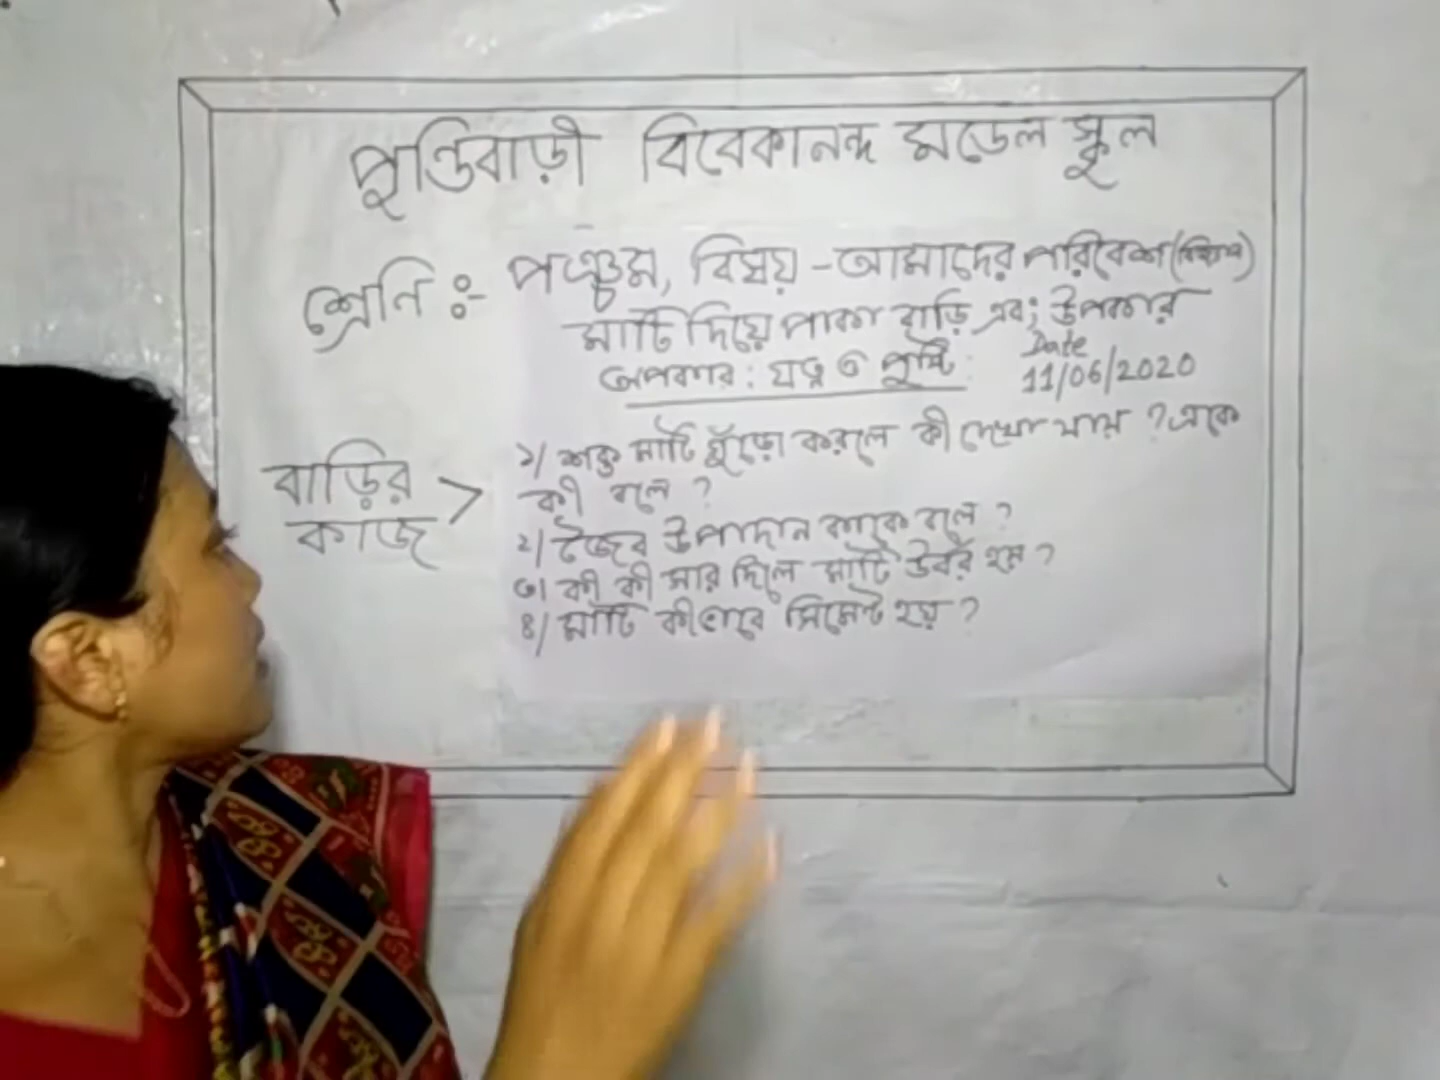 পুণ্ডিবাড়ী বিবেকানন্দ মডেল স্কুল
শ্রেনি ঃ- পঞ্চম, বিষয় - আমাদের পরিবেশ (বিজ্ঞান)
মাটি দিয়ে পাকা বাড়ি এবং উপকার
অপকার : যত্ন ও পুষ্টি
Date
11/06/2020
বাড়ির
কাজ >
১/ শক্ত মাটি গুঁড়ো করলে কী দেখা যায় ? একে
কী বলে ?
২/ জৈব উপাদান কাকে বলে ?
৩/ কী কী সার দিলে মাটি উর্বর হয় ?
৪/ মাটি কীভাবে সিমেন্ট হয় ?